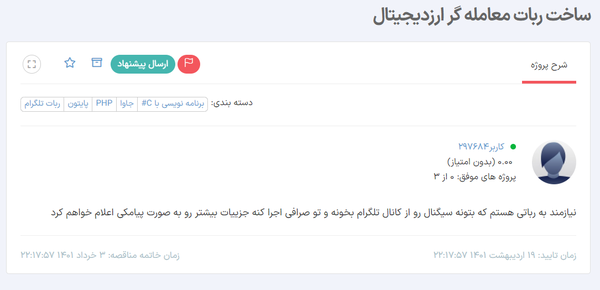 ساخت ربات معامله گر ارزدیجیتال
شرح پروژه
ارسال پیشنهاد
دسته بندی: برنامه نویسی با C# جاوا PHP پایتون ربات تلگرام
کاربر۲۹۷۶۸۴
۰.۰۰ (بدون امتیاز)
پروژه های موفق: ۰ از ۳
نیازمند به رباتی هستم که بتونه سیگنال رو از کانال تلگرام بخونه و تو صرافی اجرا کنه جزییات بیشتر رو به صورت پیامکی اعلام خواهم کرد
زمان تایید: ۱۹ اردیبهشت ۱۴۰۱ ۲۲:۱۷:۵۷
زمان خاتمه مناقصه: ۳ خرداد ۱۴۰۱ ۲۲:۱۷:۵۷